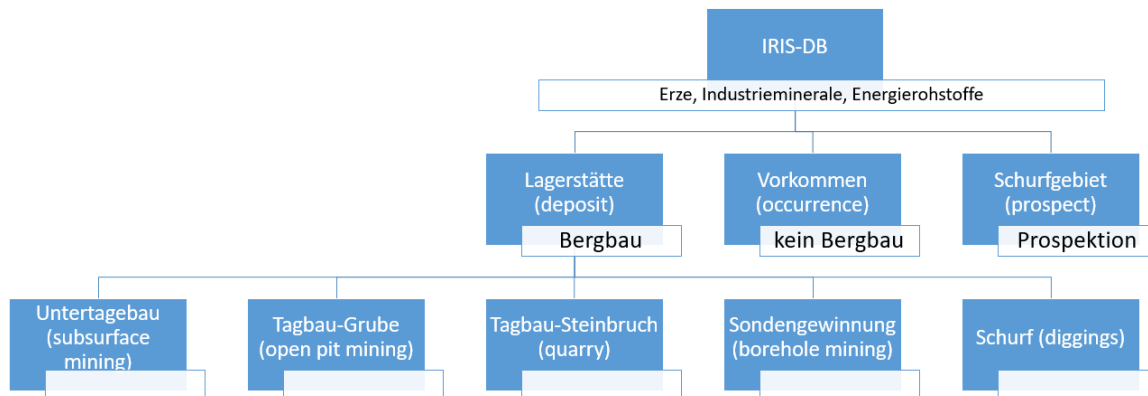 IRIS-DB
Erze, Industrieminerale, Energierohstoffe
Lagerstätte
(deposit)
Bergbau
Vorkommen
(occurrence)
kein Bergbau
Schurfgebiet
(prospect)
Prospektion
Untertagebau
(subsurface
mining)
Tagbau-Grube
(open pit mining)
Tagbau-Steinbruch
(quarry)
Sondengewinnung
(borehole mining)
Schurf (diggings)